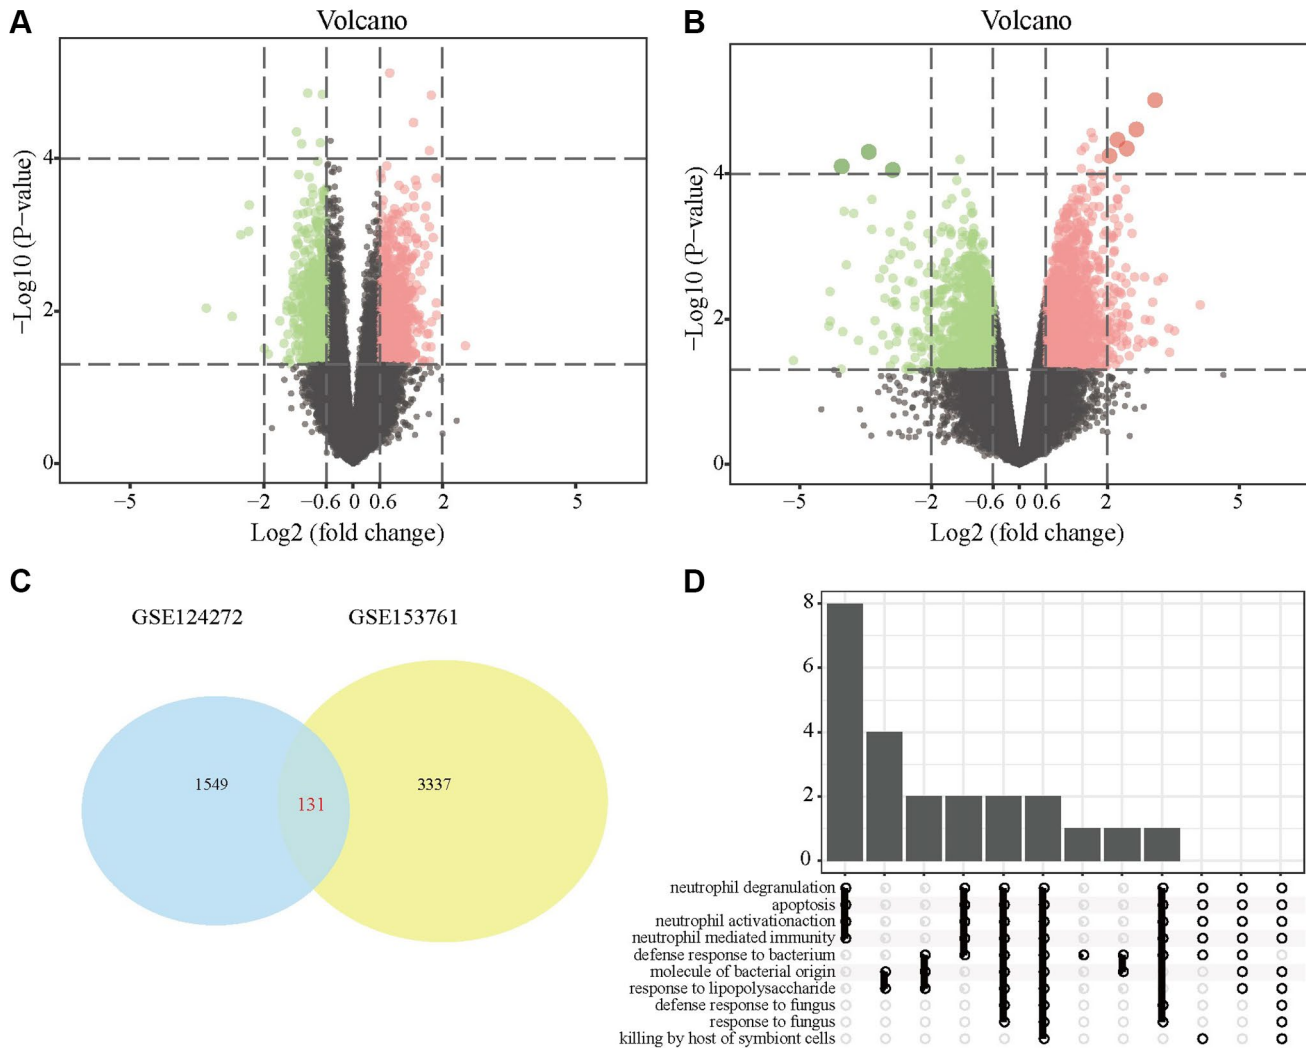 A
Volcano
−Log10 (P−value)
4
2
0
−5
−2
−0.6
0
0.6
2
5
Log2 (fold change)
B
Volcano
−Log10 (P−value)
4
2
0
−5
−2
−0.6
0
0.6
2
5
Log2 (fold change)
C
GSE124272
GSE153761
1549
131
3337
D
8
6
4
2
0
neutrophil degranulation
apoptosis
neutrophil activationaction
neutrophil mediated immunity
defense response to bacterium
molecule of bacterial origin
response to lipopolysaccharide
defense response to fungus
response to fungus
killing by host of symbiont cells